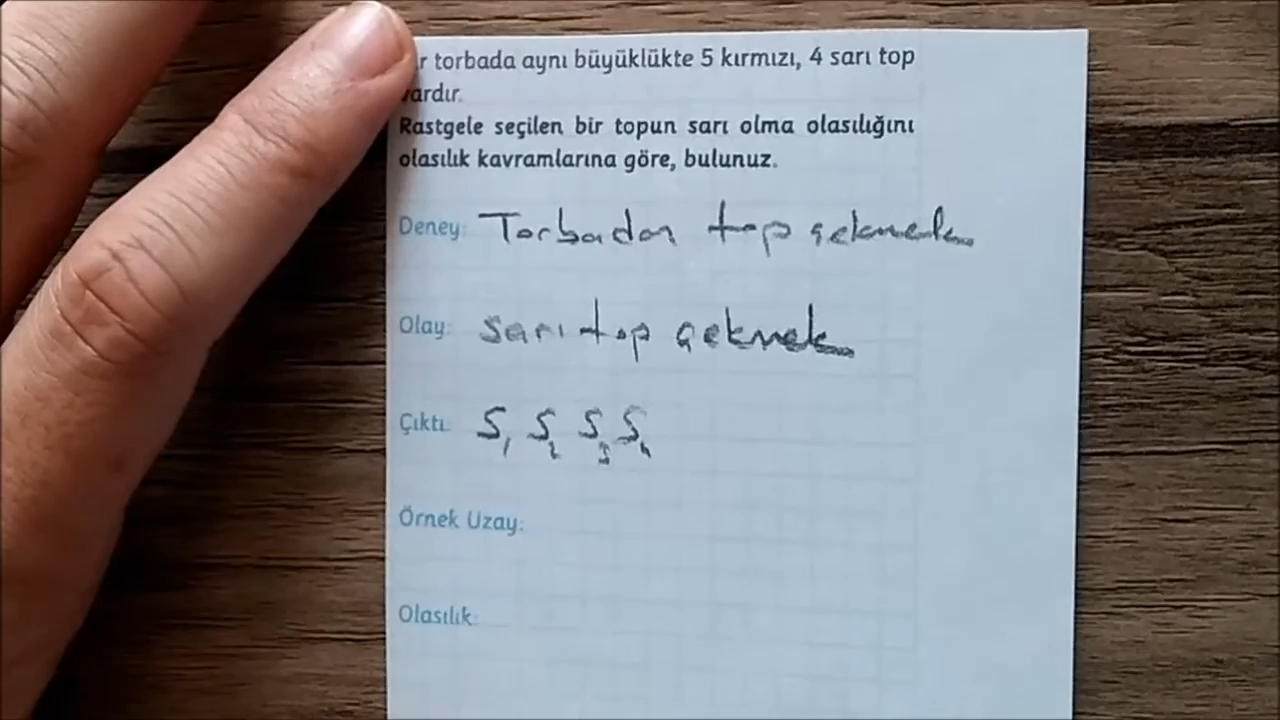 r torbada aynı büyüklükte 5 kırmızı, 4 sarı top
vardır.
Rastgele seçilen bir topun sarı olma olasılığını
olasılık kavramlarına göre, bulunuz.
Deney: Torbadan top çekmek
Olay: Sarı top çekmek
Çıktı: S₁ S₂ S₃ S₄
Örnek Uzay:
Olasılık: